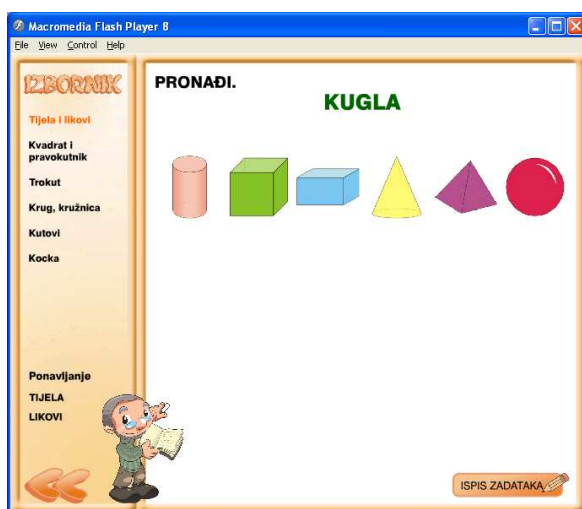 Macromedia Flash Player 8
File View Control Help
IZBORNIK
Tijela i likovi
Kvadrat i
pravokutnik
Trokut
Krug, kružnica
Kutovi
Kocka
Ponavljanje
TIJELA
LIKOVI
PRONAĐI.
KUGLA
ISPIS ZADATAKA